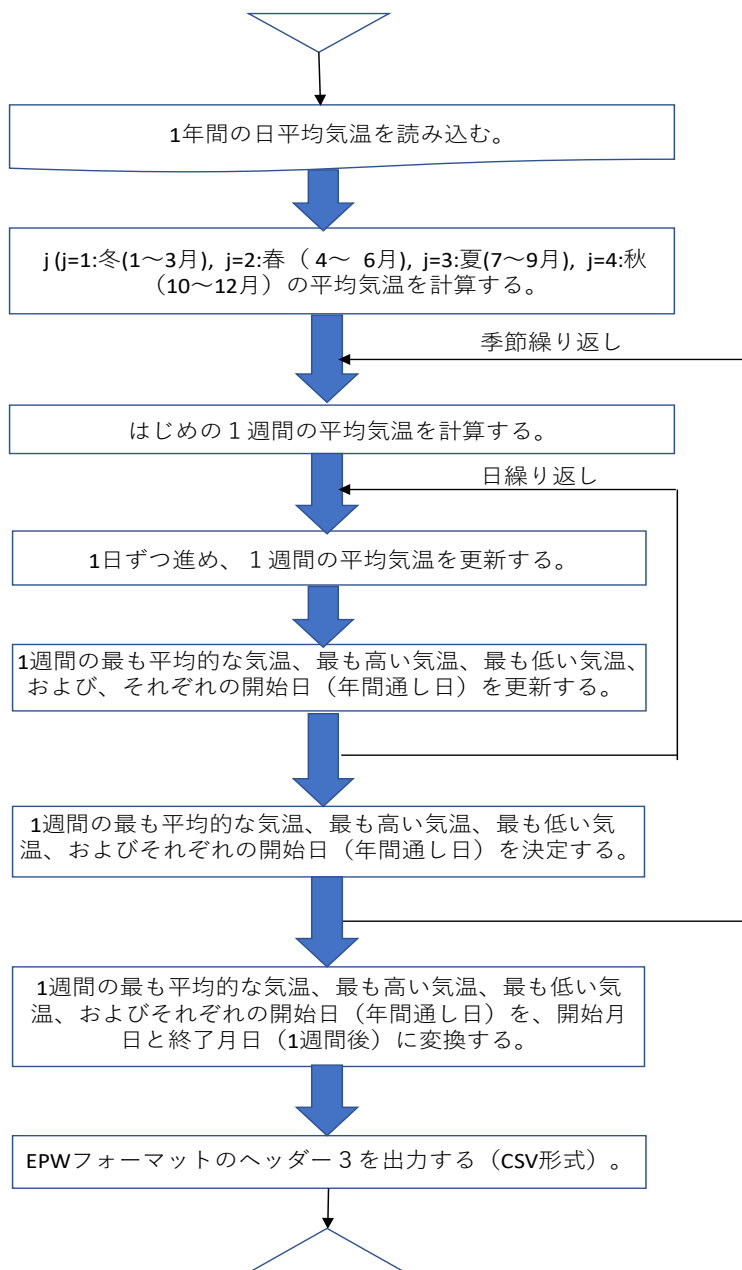 1年間の日平均気温を読み込む。
j (j=1:冬(1～3月), j=2:春（ 4～ 6月), j=3:夏(7～9月), j=4:秋
（10～12月）の平均気温を計算する。
季節繰り返し
はじめの１週間の平均気温を計算する。
日繰り返し
1日ずつ進め、１週間の平均気温を更新する。
1週間の最も平均的な気温、最も高い気温、最も低い気温、
および、それぞれの開始日（年間通し日）を更新する。
1週間の最も平均的な気温、最も高い気温、最も低い気
温、およびそれぞれの開始日（年間通し日）を決定する。
1週間の最も平均的な気温、最も高い気温、最も低い気
温、およびそれぞれの開始日（年間通し日）を、開始月
日と終了月日（1週間後）に変換する。
EPWフォーマットのヘッダー３を出力する（CSV形式）。